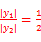 |y₁|/|y₂| = 1/2